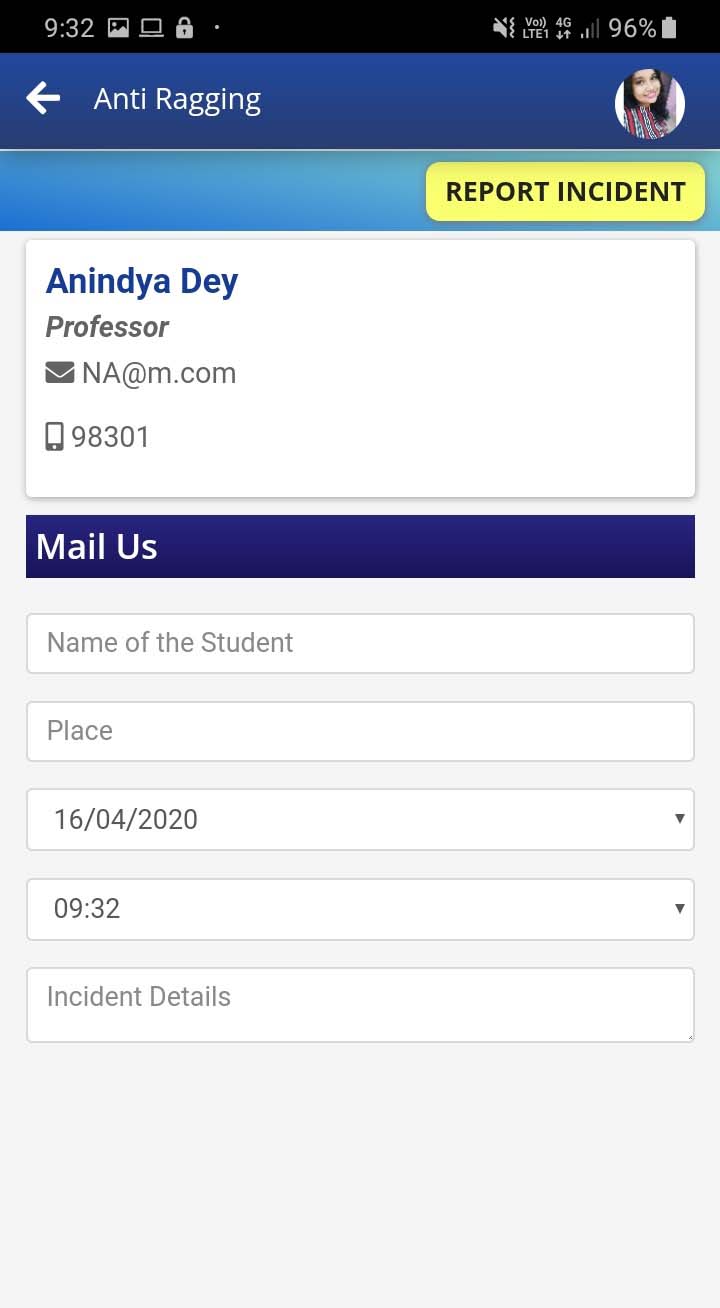 9:32
Vo)) 4G 96%
LTE1
Anti Ragging
REPORT INCIDENT
Anindya Dey
Professor
NA@m.com
98301
Mail Us
Name of the Student
Place
16/04/2020
09:32
Incident Details